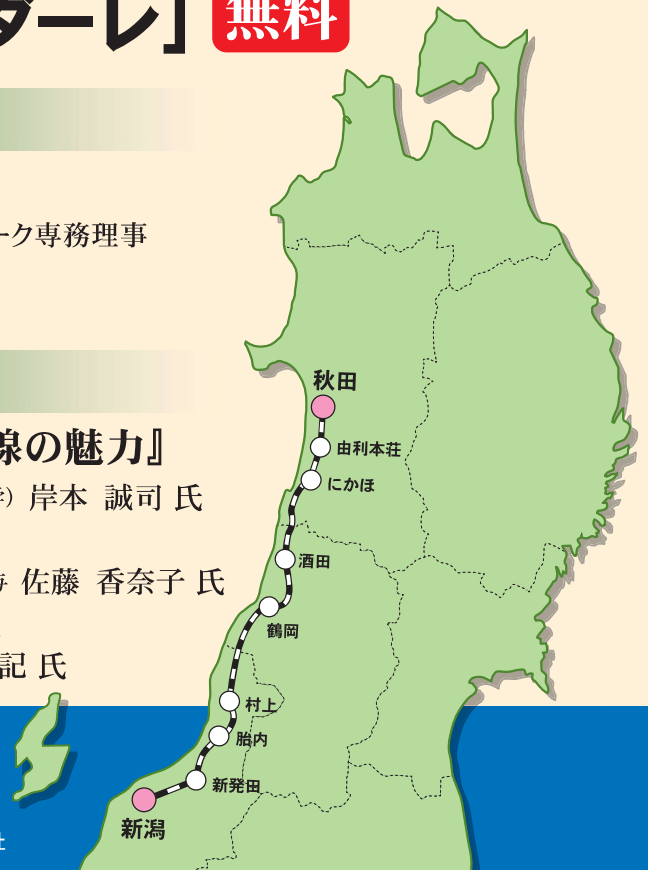 ダーレ」 無料
ーク専務理事
線の魅力』
岸本 誠司 氏
佐藤 香奈子 氏
記 氏
秋田
由利本荘
にかほ
酒田
鶴岡
村上
胎内
新発田
新潟
社